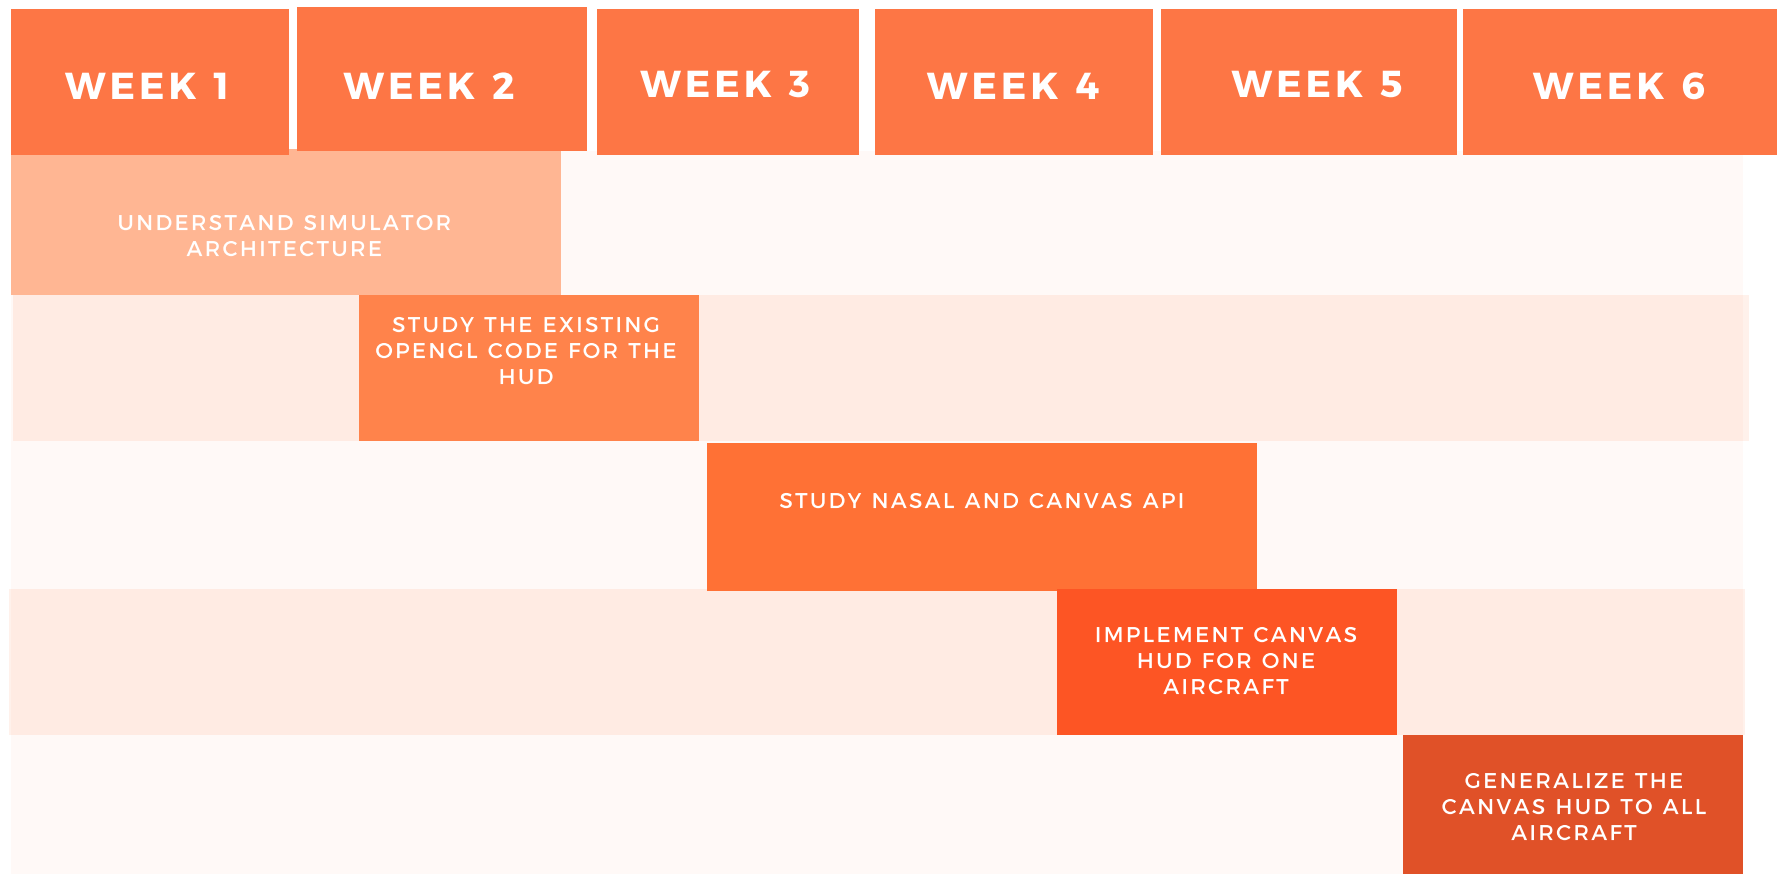 WEEK 1
WEEK 2
WEEK 3
WEEK 4
WEEK 5
WEEK 6
UNDERSTAND SIMULATOR
ARCHITECTURE
STUDY THE EXISTING
OPENGL CODE FOR THE
HUD
STUDY NASAL AND CANVAS API
IMPLEMENT CANVAS
HUD FOR ONE
AIRCRAFT
GENERALIZE THE
CANVAS HUD TO ALL
AIRCRAFT